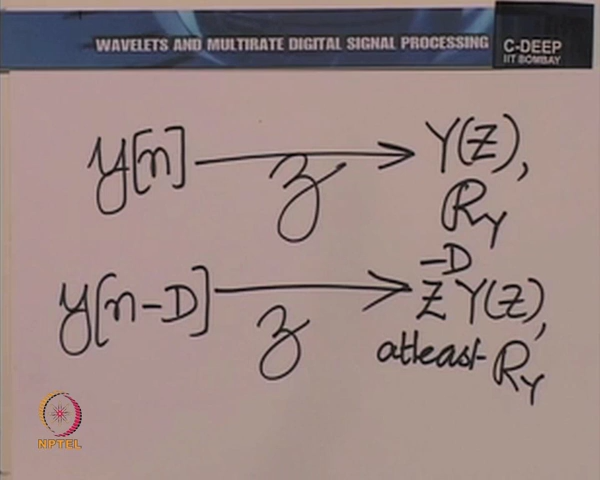 WAVELETS AND MULTIRATE DIGITAL SIGNAL PROCESSING
C-DEEP
IIT BOMBAY
y[n] → Y(Z),
z
R_Y
y[n-D] → Z^-D Y(Z),
z
atleast R_Y
NPTEL